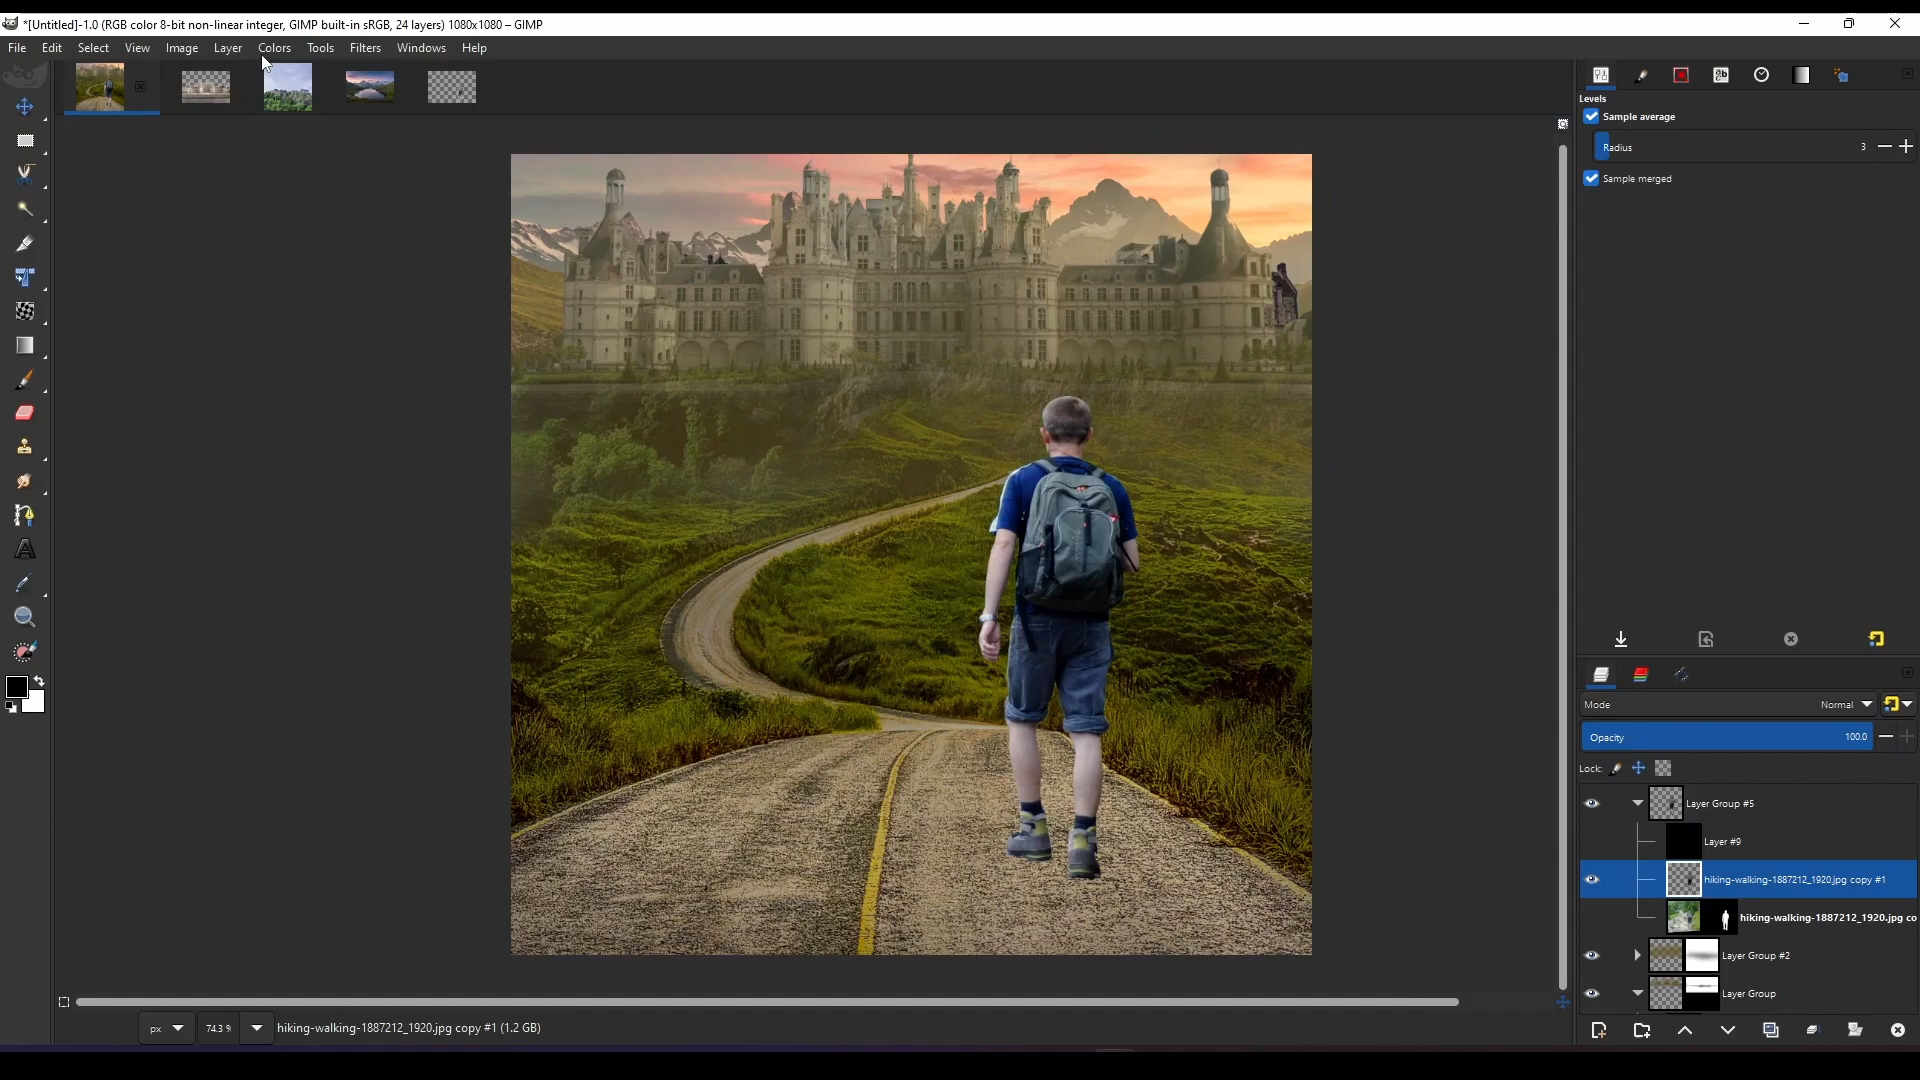 *[Untitled]-1.0 (RGB color 8-bit non-linear integer, GIMP built-in sRGB, 24 layers) 1080x1080 – GIMP
File Edit Select View Image Layer Colors Tools Filters Windows Help
Levels
Sample average
Radius 3
Sample merged
Mode Normal
Opacity 100.0
Lock:
Layer Group #5
Layer #9
hiking-walking-1887212_1920.jpg copy #1
hiking-walking-1887212_1920.jpg co
Layer Group #2
Layer Group
px 74.3 % hiking-walking-1887212_1920.jpg copy #1 (1.2 GB)